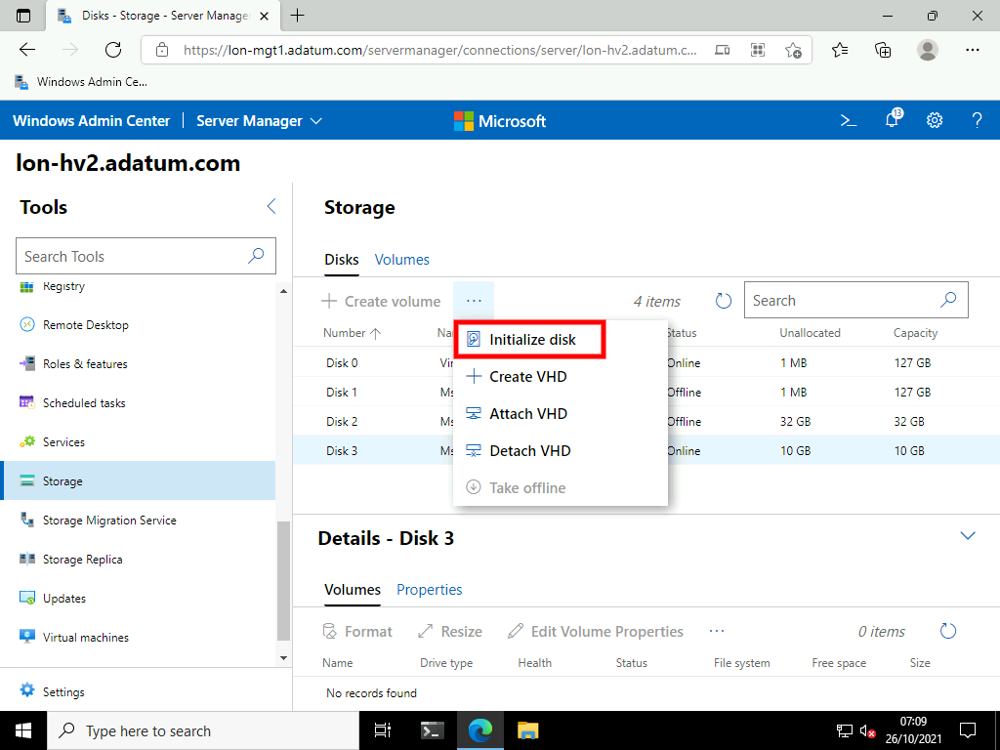 Disks - Storage - Server Manage
https://lon-mgt1.adatum.com/servermanager/connections/server/lon-hv2.adatum.c...
Windows Admin Ce...
Windows Admin Center
Server Manager
Microsoft
13
lon-hv2.adatum.com
Tools
Search Tools
Registry
Remote Desktop
Roles & features
Scheduled tasks
Services
Storage
Storage Migration Service
Storage Replica
Updates
Virtual machines
Settings
Storage
Disks Volumes
Create volume ... 4 items Search
Number Na Status Unallocated Capacity
Disk 0 Vir Online 1 MB 127 GB
Disk 1 Ms Offline 1 MB 127 GB
Disk 2 Ms Offline 32 GB 32 GB
Disk 3 Ms Online 10 GB 10 GB
Initialize disk
Create VHD
Attach VHD
Detach VHD
Take offline
Details - Disk 3
Volumes Properties
Format Resize Edit Volume Properties ... 0 items
Name Drive type Health Status File system Free space Size
No records found
Type here to search
07:09
26/10/2021